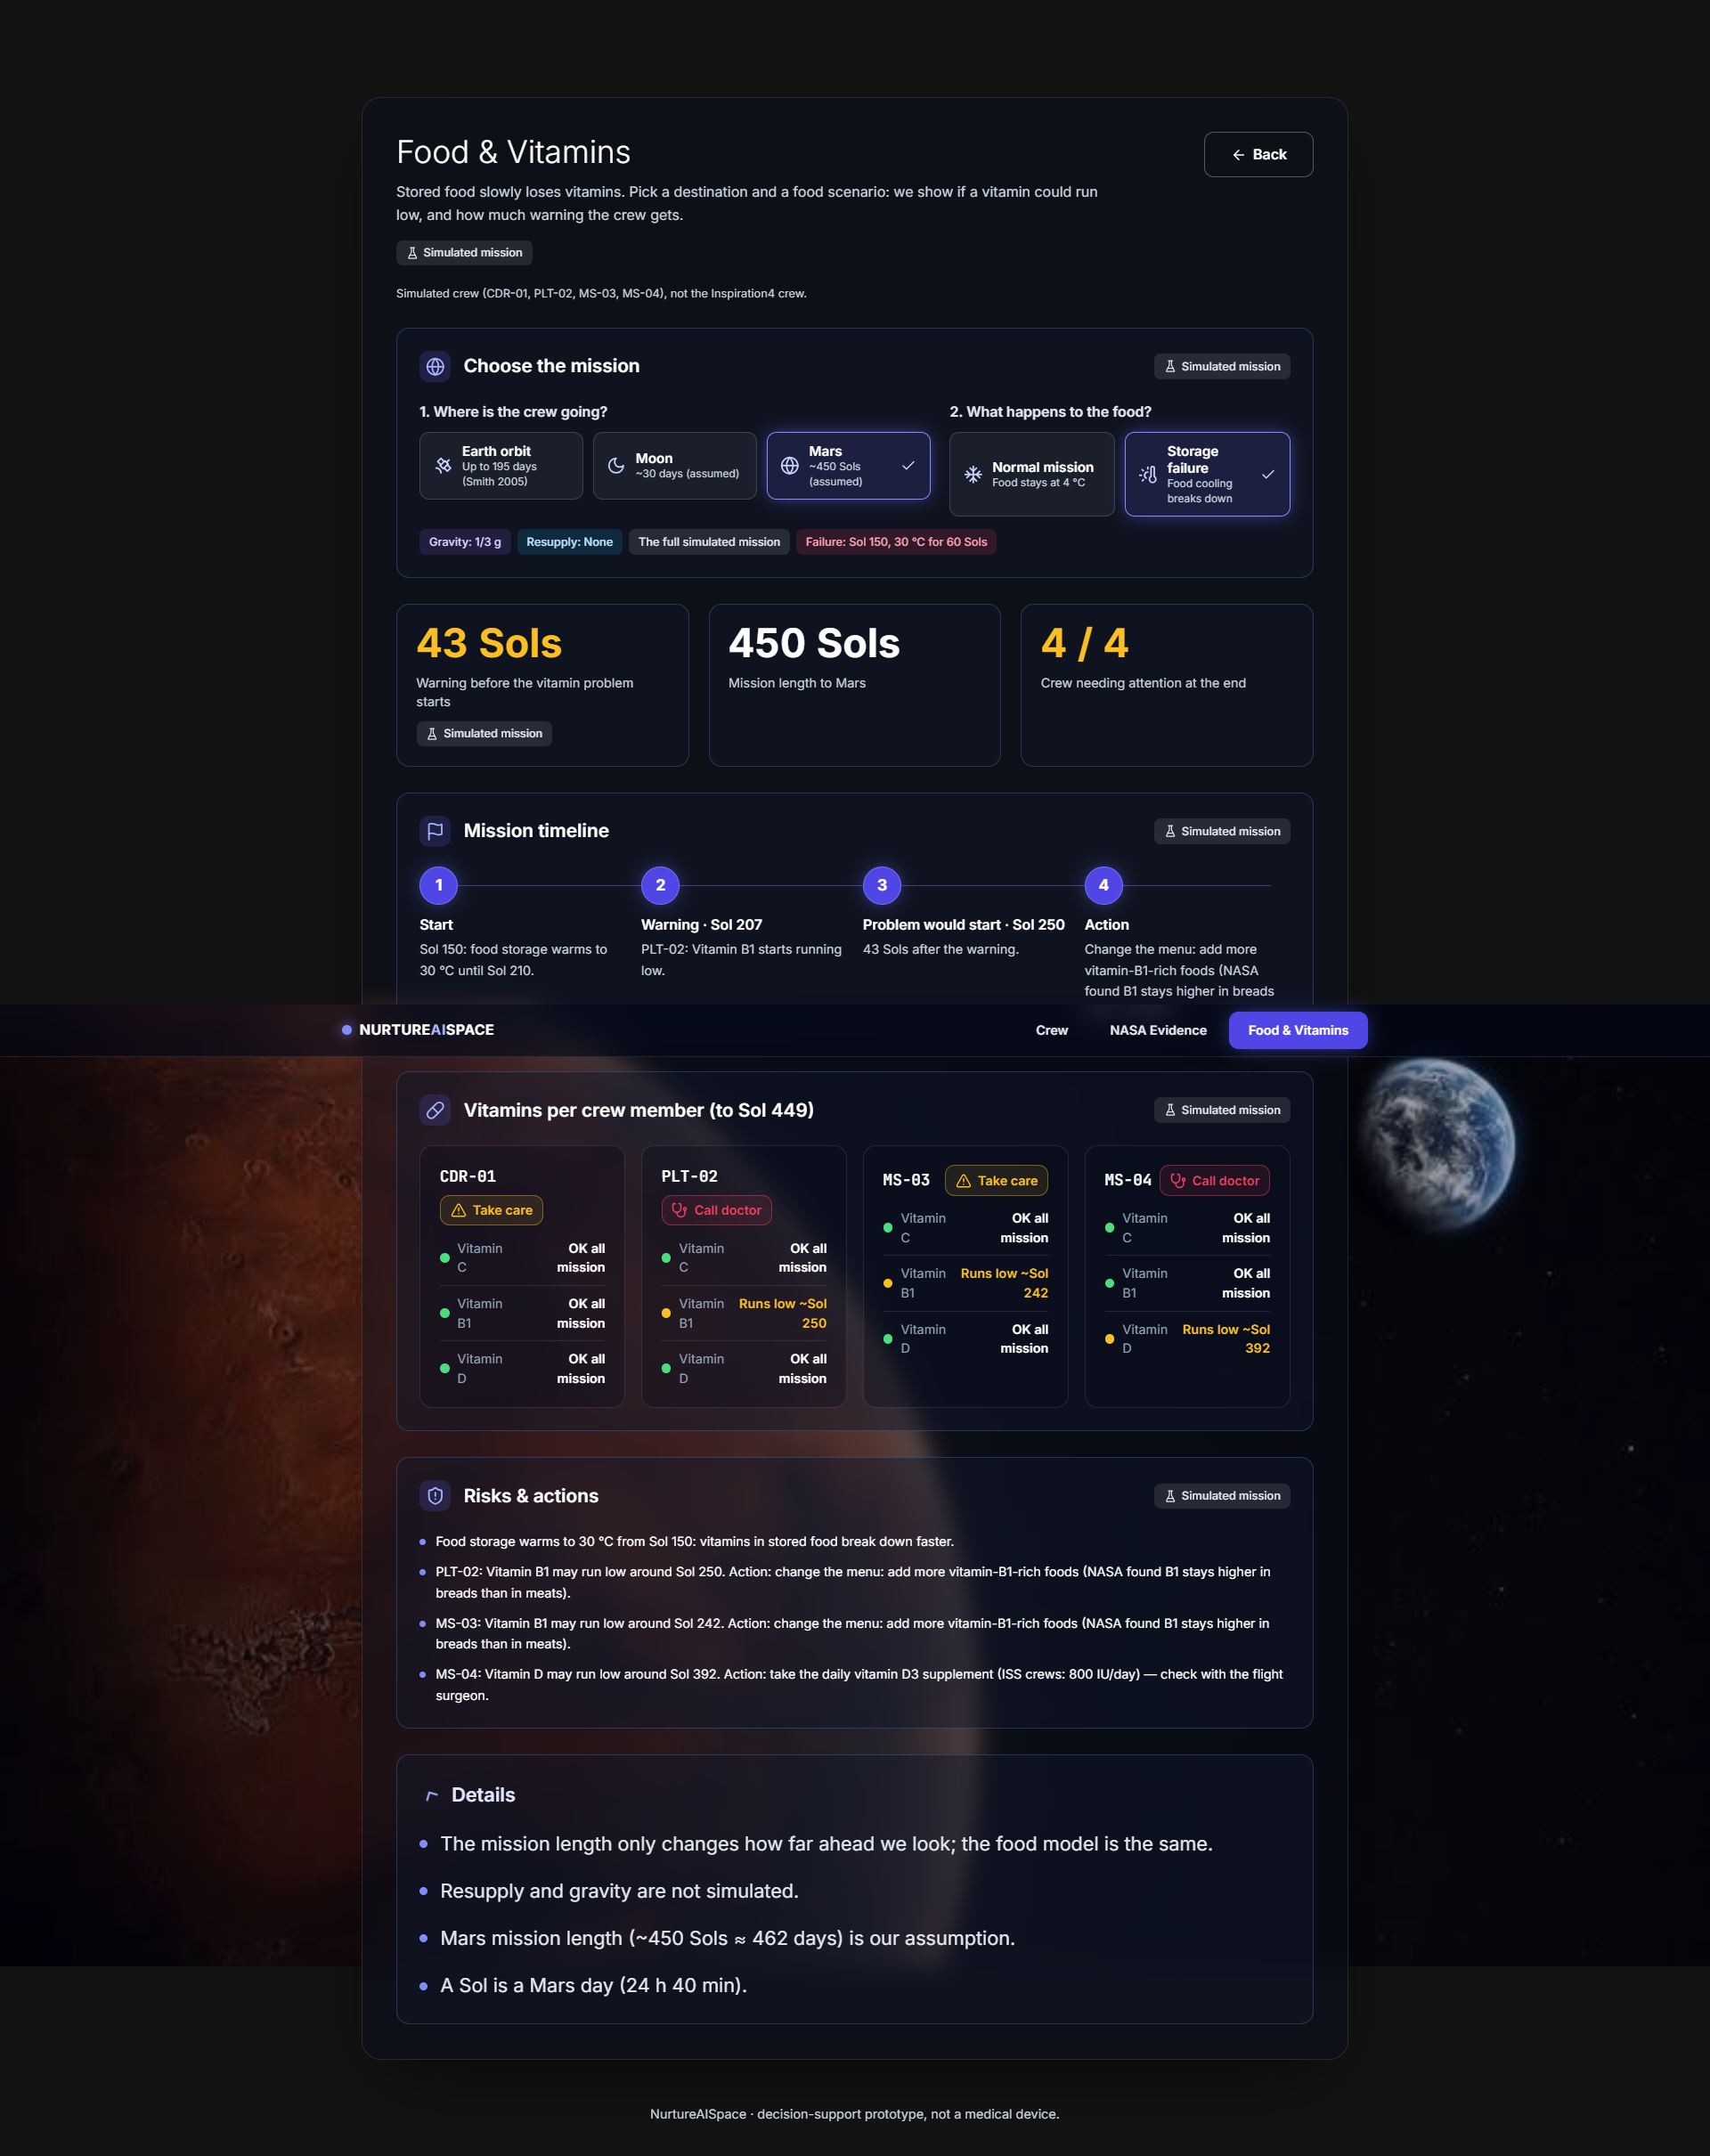 Food & Vitamins
Back
Stored food slowly loses vitamins. Pick a destination and a food scenario: we show if a vitamin could run
low, and how much warning the crew gets.
Simulated mission
Simulated crew (CDR-01, PLT-02, MS-03, MS-04), not the Inspiration4 crew.
Choose the mission
Simulated mission
1. Where is the crew going?
Earth orbit
Up to 195 days
(Smith 2005)
Moon
~30 days (assumed)
Mars
~450 Sols
(assumed)
2. What happens to the food?
Normal mission
Food stays at 4 °C
Storage
failure
Food cooling
breaks down
Gravity: 1/3 g
Resupply: None
The full simulated mission
Failure: Sol 150, 30 °C for 60 Sols
43 Sols
Warning before the vitamin problem
starts
Simulated mission
450 Sols
Mission length to Mars
4 / 4
Crew needing attention at the end
Mission timeline
Simulated mission
1
Start
Sol 150: food storage warms to
30 °C until Sol 210.
2
Warning · Sol 207
PLT-02: Vitamin B1 starts running
low.
3
Problem would start · Sol 250
43 Sols after the warning.
4
Action
Change the menu: add more
vitamin-B1-rich foods (NASA
found B1 stays higher in breads
NURTUREAISPACE
Crew
NASA Evidence
Food & Vitamins
Vitamins per crew member (to Sol 449)
Simulated mission
CDR-01
Take care
Vitamin
C
OK all
mission
Vitamin
B1
OK all
mission
Vitamin
D
OK all
mission
PLT-02
Call doctor
Vitamin
C
OK all
mission
Vitamin
B1
Runs low ~Sol
250
Vitamin
D
OK all
mission
MS-03
Take care
Vitamin
C
OK all
mission
Vitamin
B1
Runs low ~Sol
242
Vitamin
D
OK all
mission
MS-04
Call doctor
Vitamin
C
OK all
mission
Vitamin
B1
OK all
mission
Vitamin
D
Runs low ~Sol
392
Risks & actions
Simulated mission
Food storage warms to 30 °C from Sol 150: vitamins in stored food break down faster.
PLT-02: Vitamin B1 may run low around Sol 250. Action: change the menu: add more vitamin-B1-rich foods (NASA found B1 stays higher in
breads than in meats).
MS-03: Vitamin B1 may run low around Sol 242. Action: change the menu: add more vitamin-B1-rich foods (NASA found B1 stays higher in
breads than in meats).
MS-04: Vitamin D may run low around Sol 392. Action: take the daily vitamin D3 supplement (ISS crews: 800 IU/day) — check with the flight
surgeon.
Details
The mission length only changes how far ahead we look; the food model is the same.
Resupply and gravity are not simulated.
Mars mission length (~450 Sols ≈ 462 days) is our assumption.
A Sol is a Mars day (24 h 40 min).
NurtureAISpace · decision-support prototype, not a medical device.